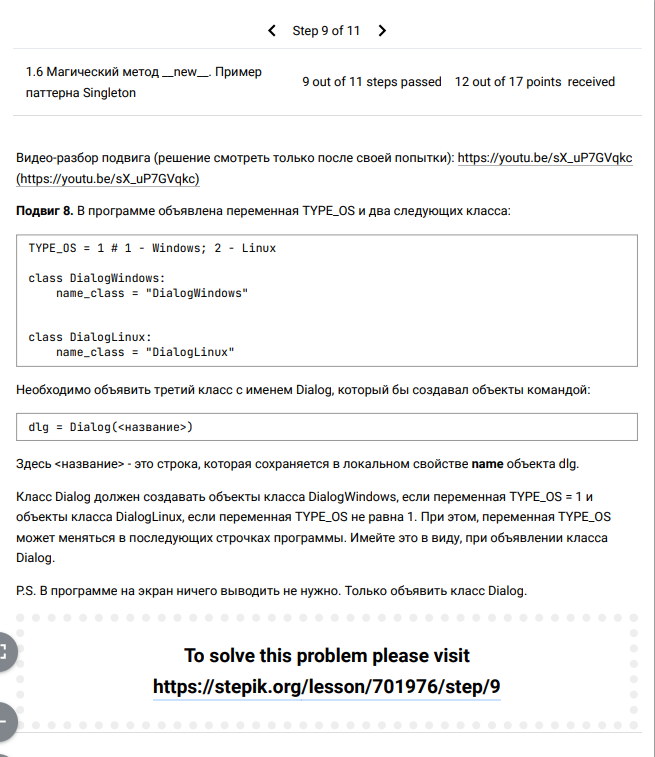 Step 9 of 11
1.6 Магический метод __new__. Пример
паттерна Singleton
9 out of 11 steps passed
12 out of 17 points received
Видео-разбор подвига (решение смотреть только после своей попытки): https://youtu.be/sX_uP7GVqkc
(https://youtu.be/sX_uP7GVqkc)
Подвиг 8. В программе объявлена переменная TYPE_OS и два следующих класса:
TYPE_OS = 1 # 1 - Windows; 2 - Linux
class DialogWindows:
    name_class = "DialogWindows"
class DialogLinux:
    name_class = "DialogLinux"
Необходимо объявить третий класс с именем Dialog, который бы создавал объекты командой:
dlg = Dialog(<название>)
Здесь <название> - это строка, которая сохраняется в локальном свойстве name объекта dlg.
Класс Dialog должен создавать объекты класса DialogWindows, если переменная TYPE_OS = 1 и
объекты класса DialogLinux, если переменная TYPE_OS не равна 1. При этом, переменная TYPE_OS
может меняться в последующих строчках программы. Имейте это в виду, при объявлении класса
Dialog.
P.S. В программе на экран ничего выводить не нужно. Только объявить класс Dialog.
To solve this problem please visit
https://stepik.org/lesson/701976/step/9